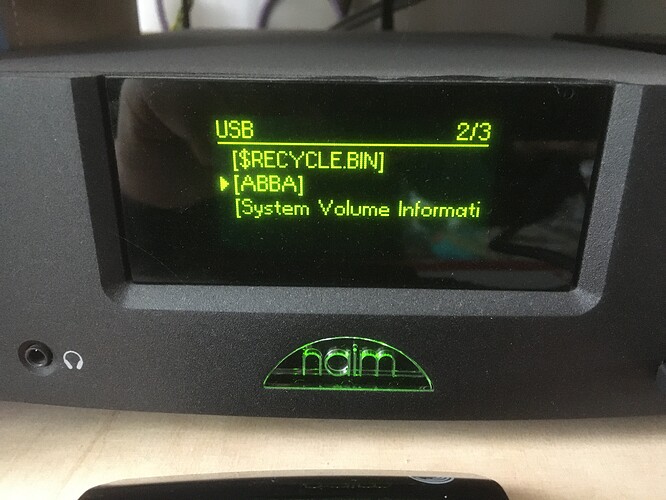 USB 2/3
[$RECYCLE.BIN]
[ABBA]
[System Volume Informati
naim